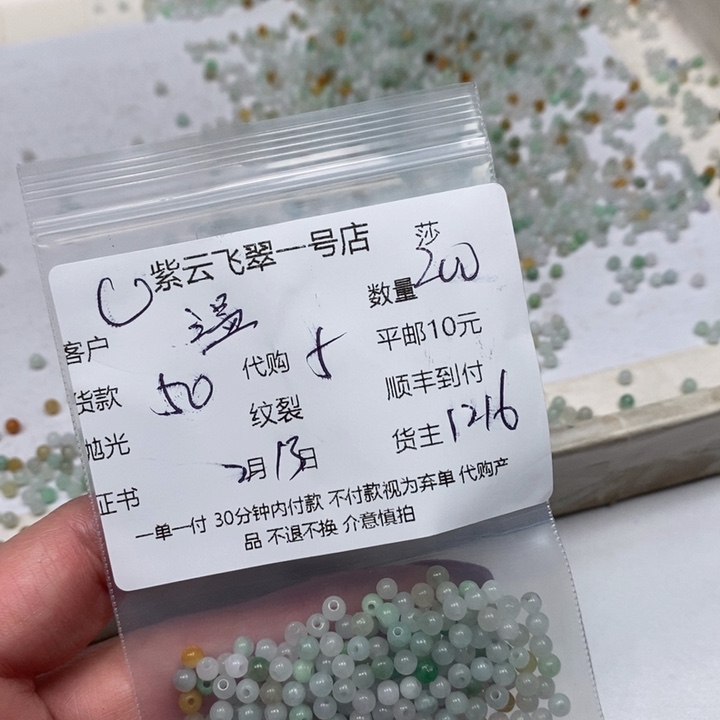 紫云飞翠一号店 莎
客户 数量 200
货款 50 代购 5 平邮10元
抛光 纹裂 顺丰到付
证书 2月13日 货主 1216
一单一付 30分钟内付款 不付款视为弃单 代购产
品 不退不换 介意慎拍